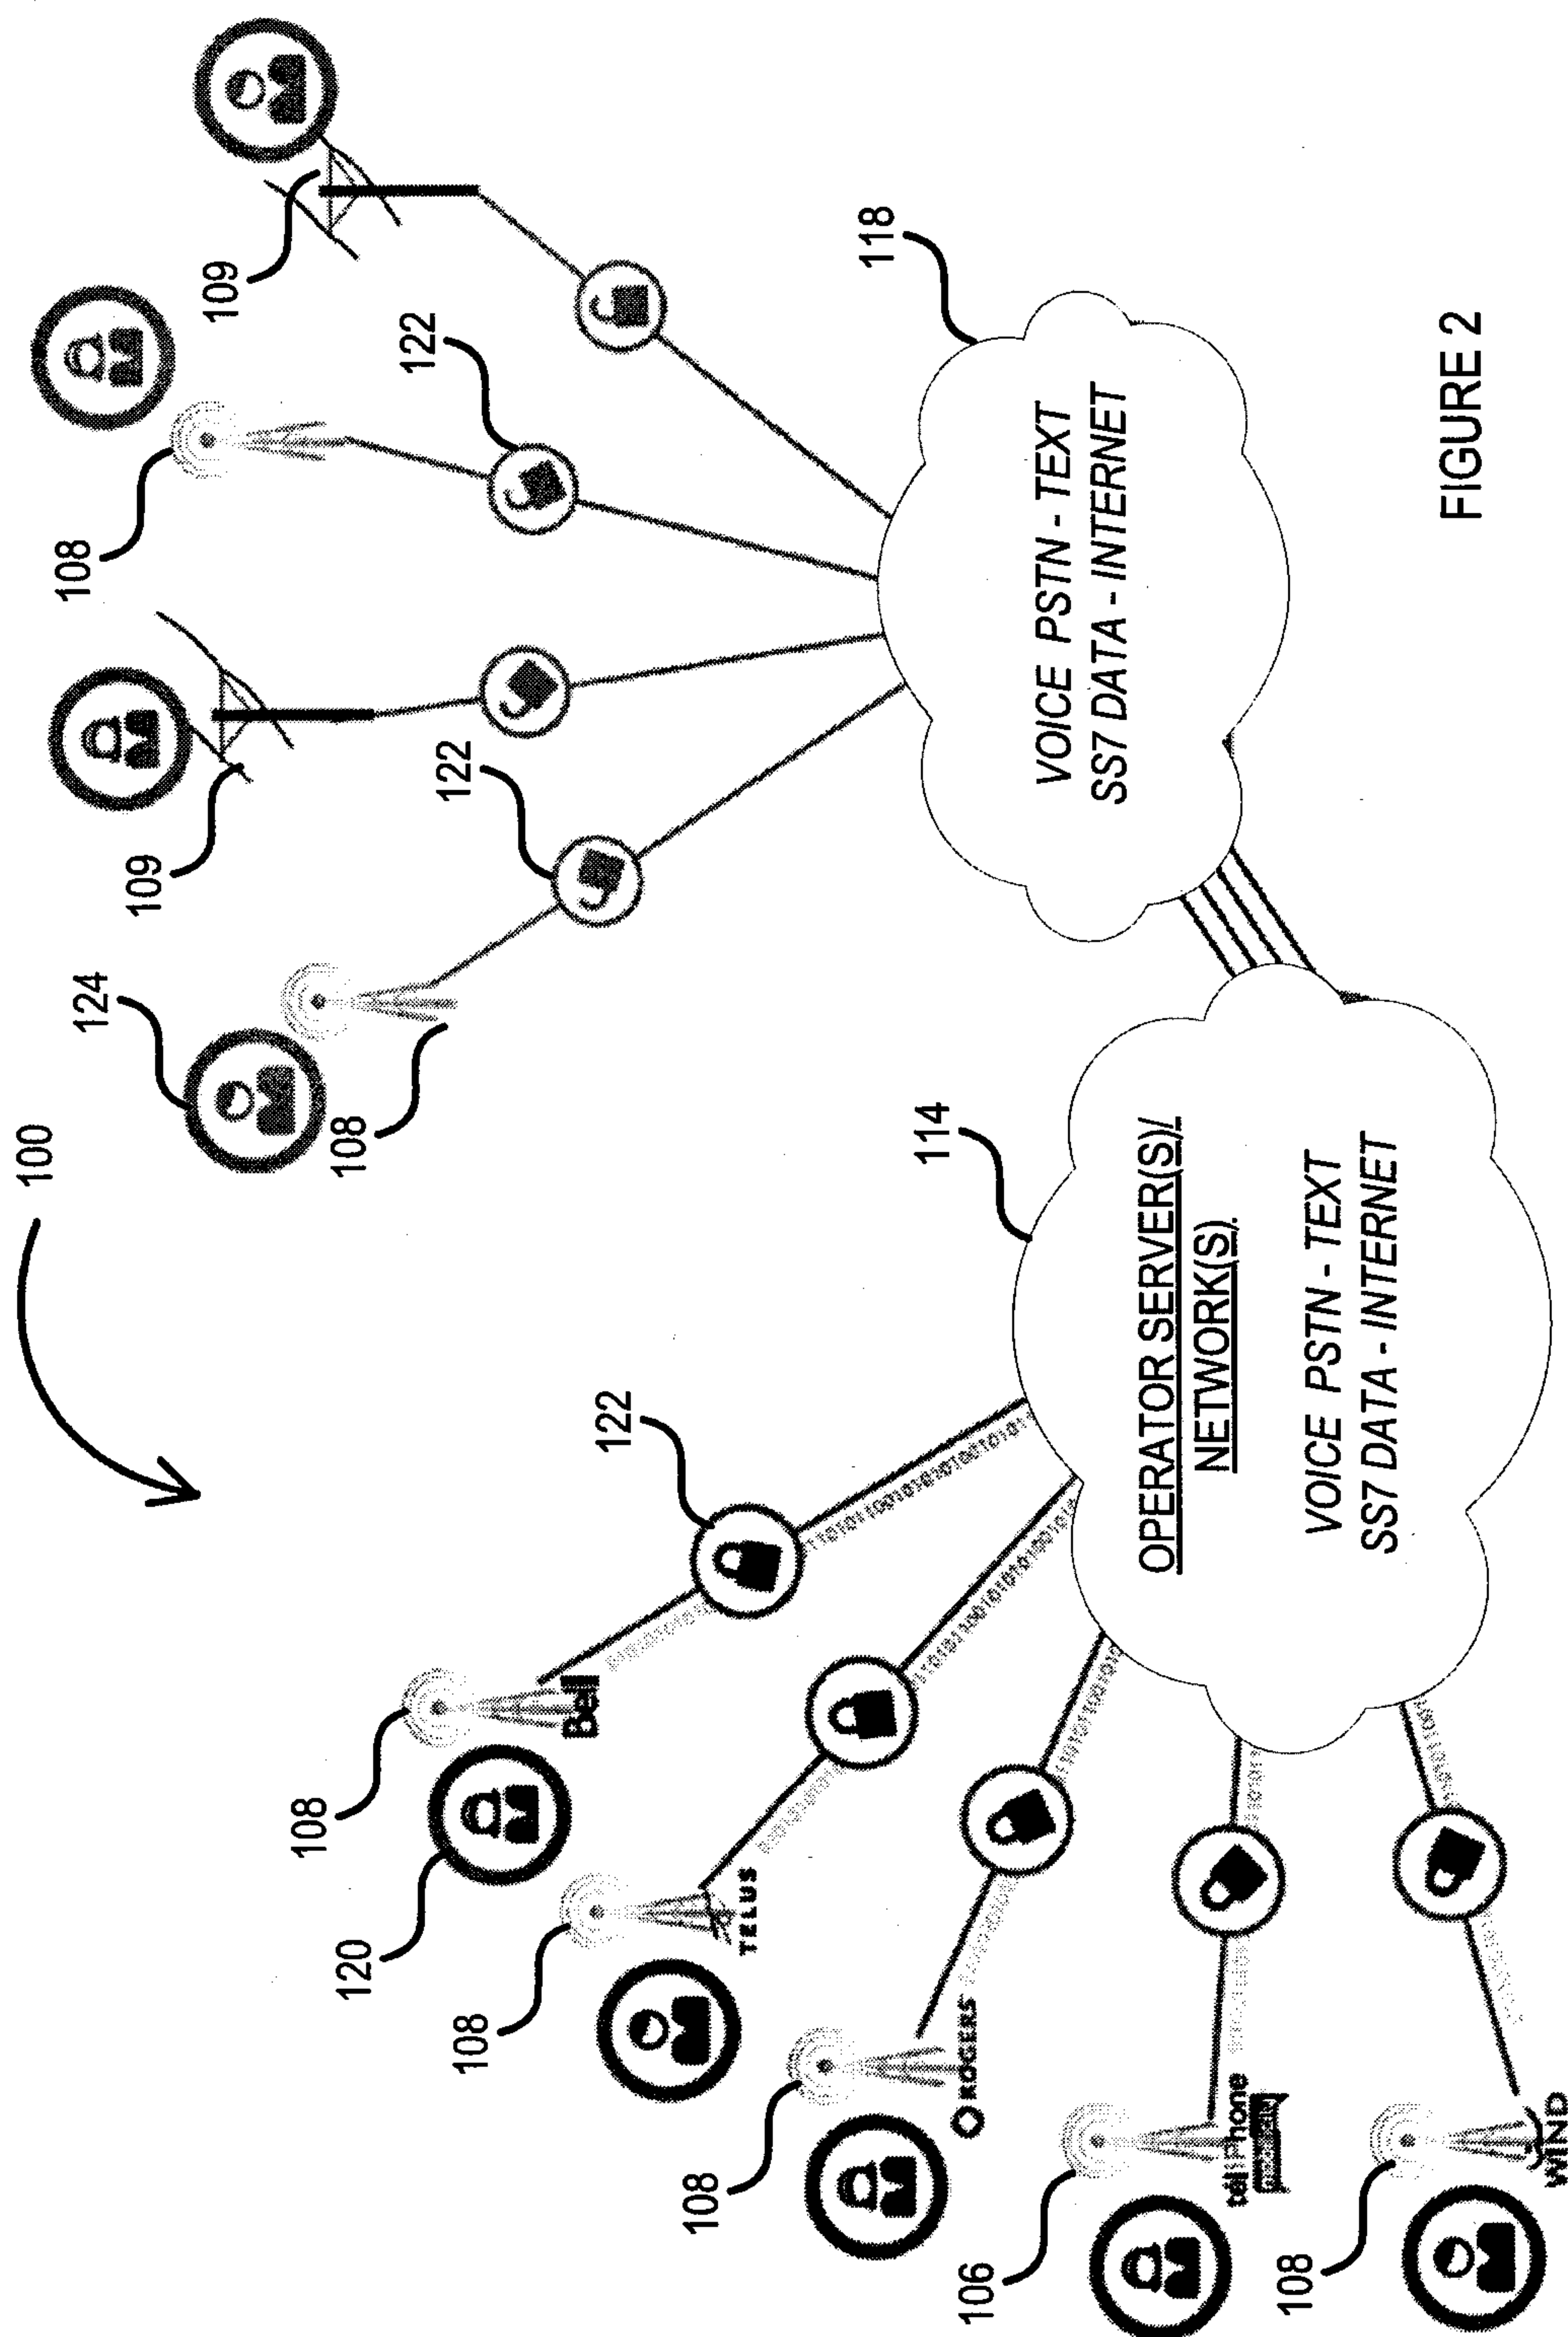 100
108
124
109
109
108
108
120
122
122
108
Bell
122
108
TELUS
118
114
ROGERS
106
VOICE PSTN - TEXT
SS7 DATA - INTERNET
OPERATOR SERVER(S)/
NETWORK(S)
téliPhone
108
VOICE PSTN - TEXT
SS7 DATA - INTERNET
FIGURE 2
WIND